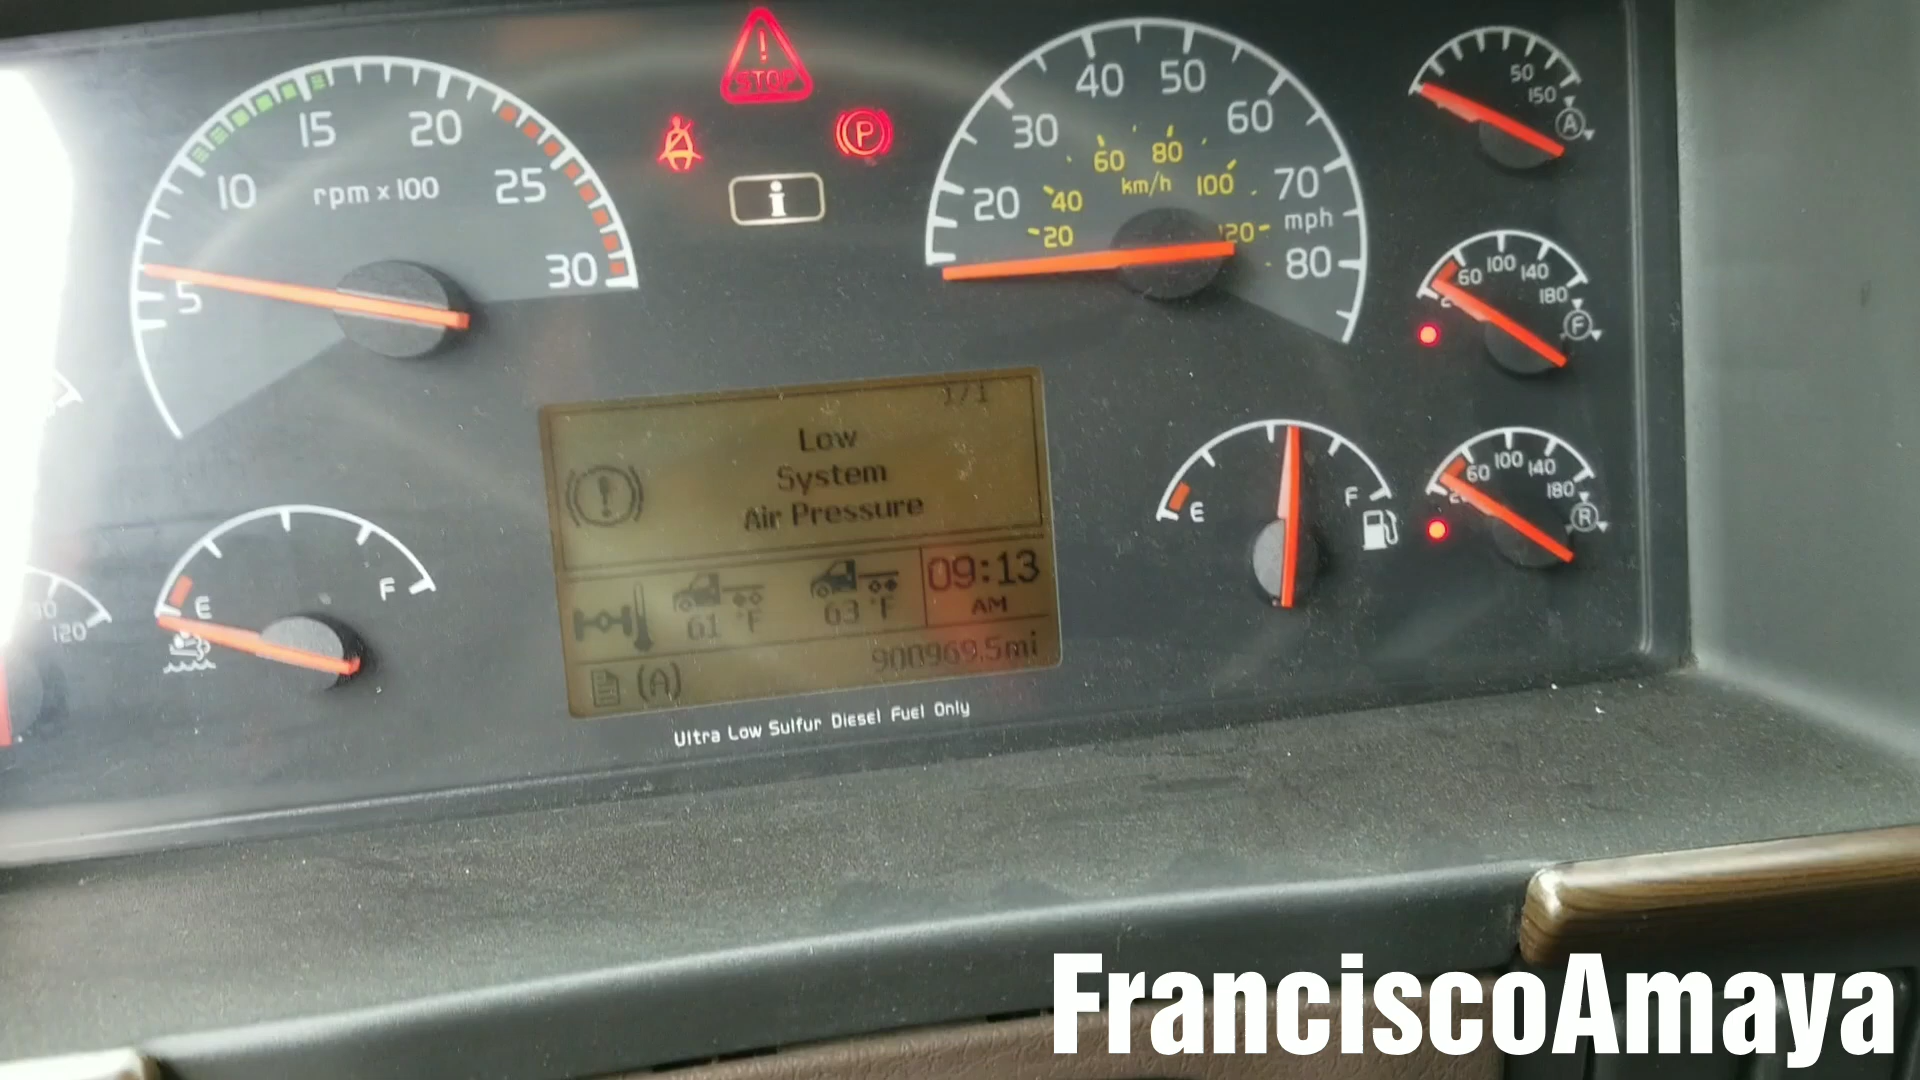 STOP
5
10
15
20
25
30
rpm x 100
P
i
20
30
40
50
60
70
80
mph
20
40
60
80
100
120
km/h
50
150
A
60
100
140
180
F
E
F
60
100
140
180
R
E
F
120
1/1
Low
System
Air Pressure
61 °F
63 °F
09:13
AM
900969.5mi
(A)
Ultra Low Sulfur Diesel Fuel Only
FranciscoAmaya